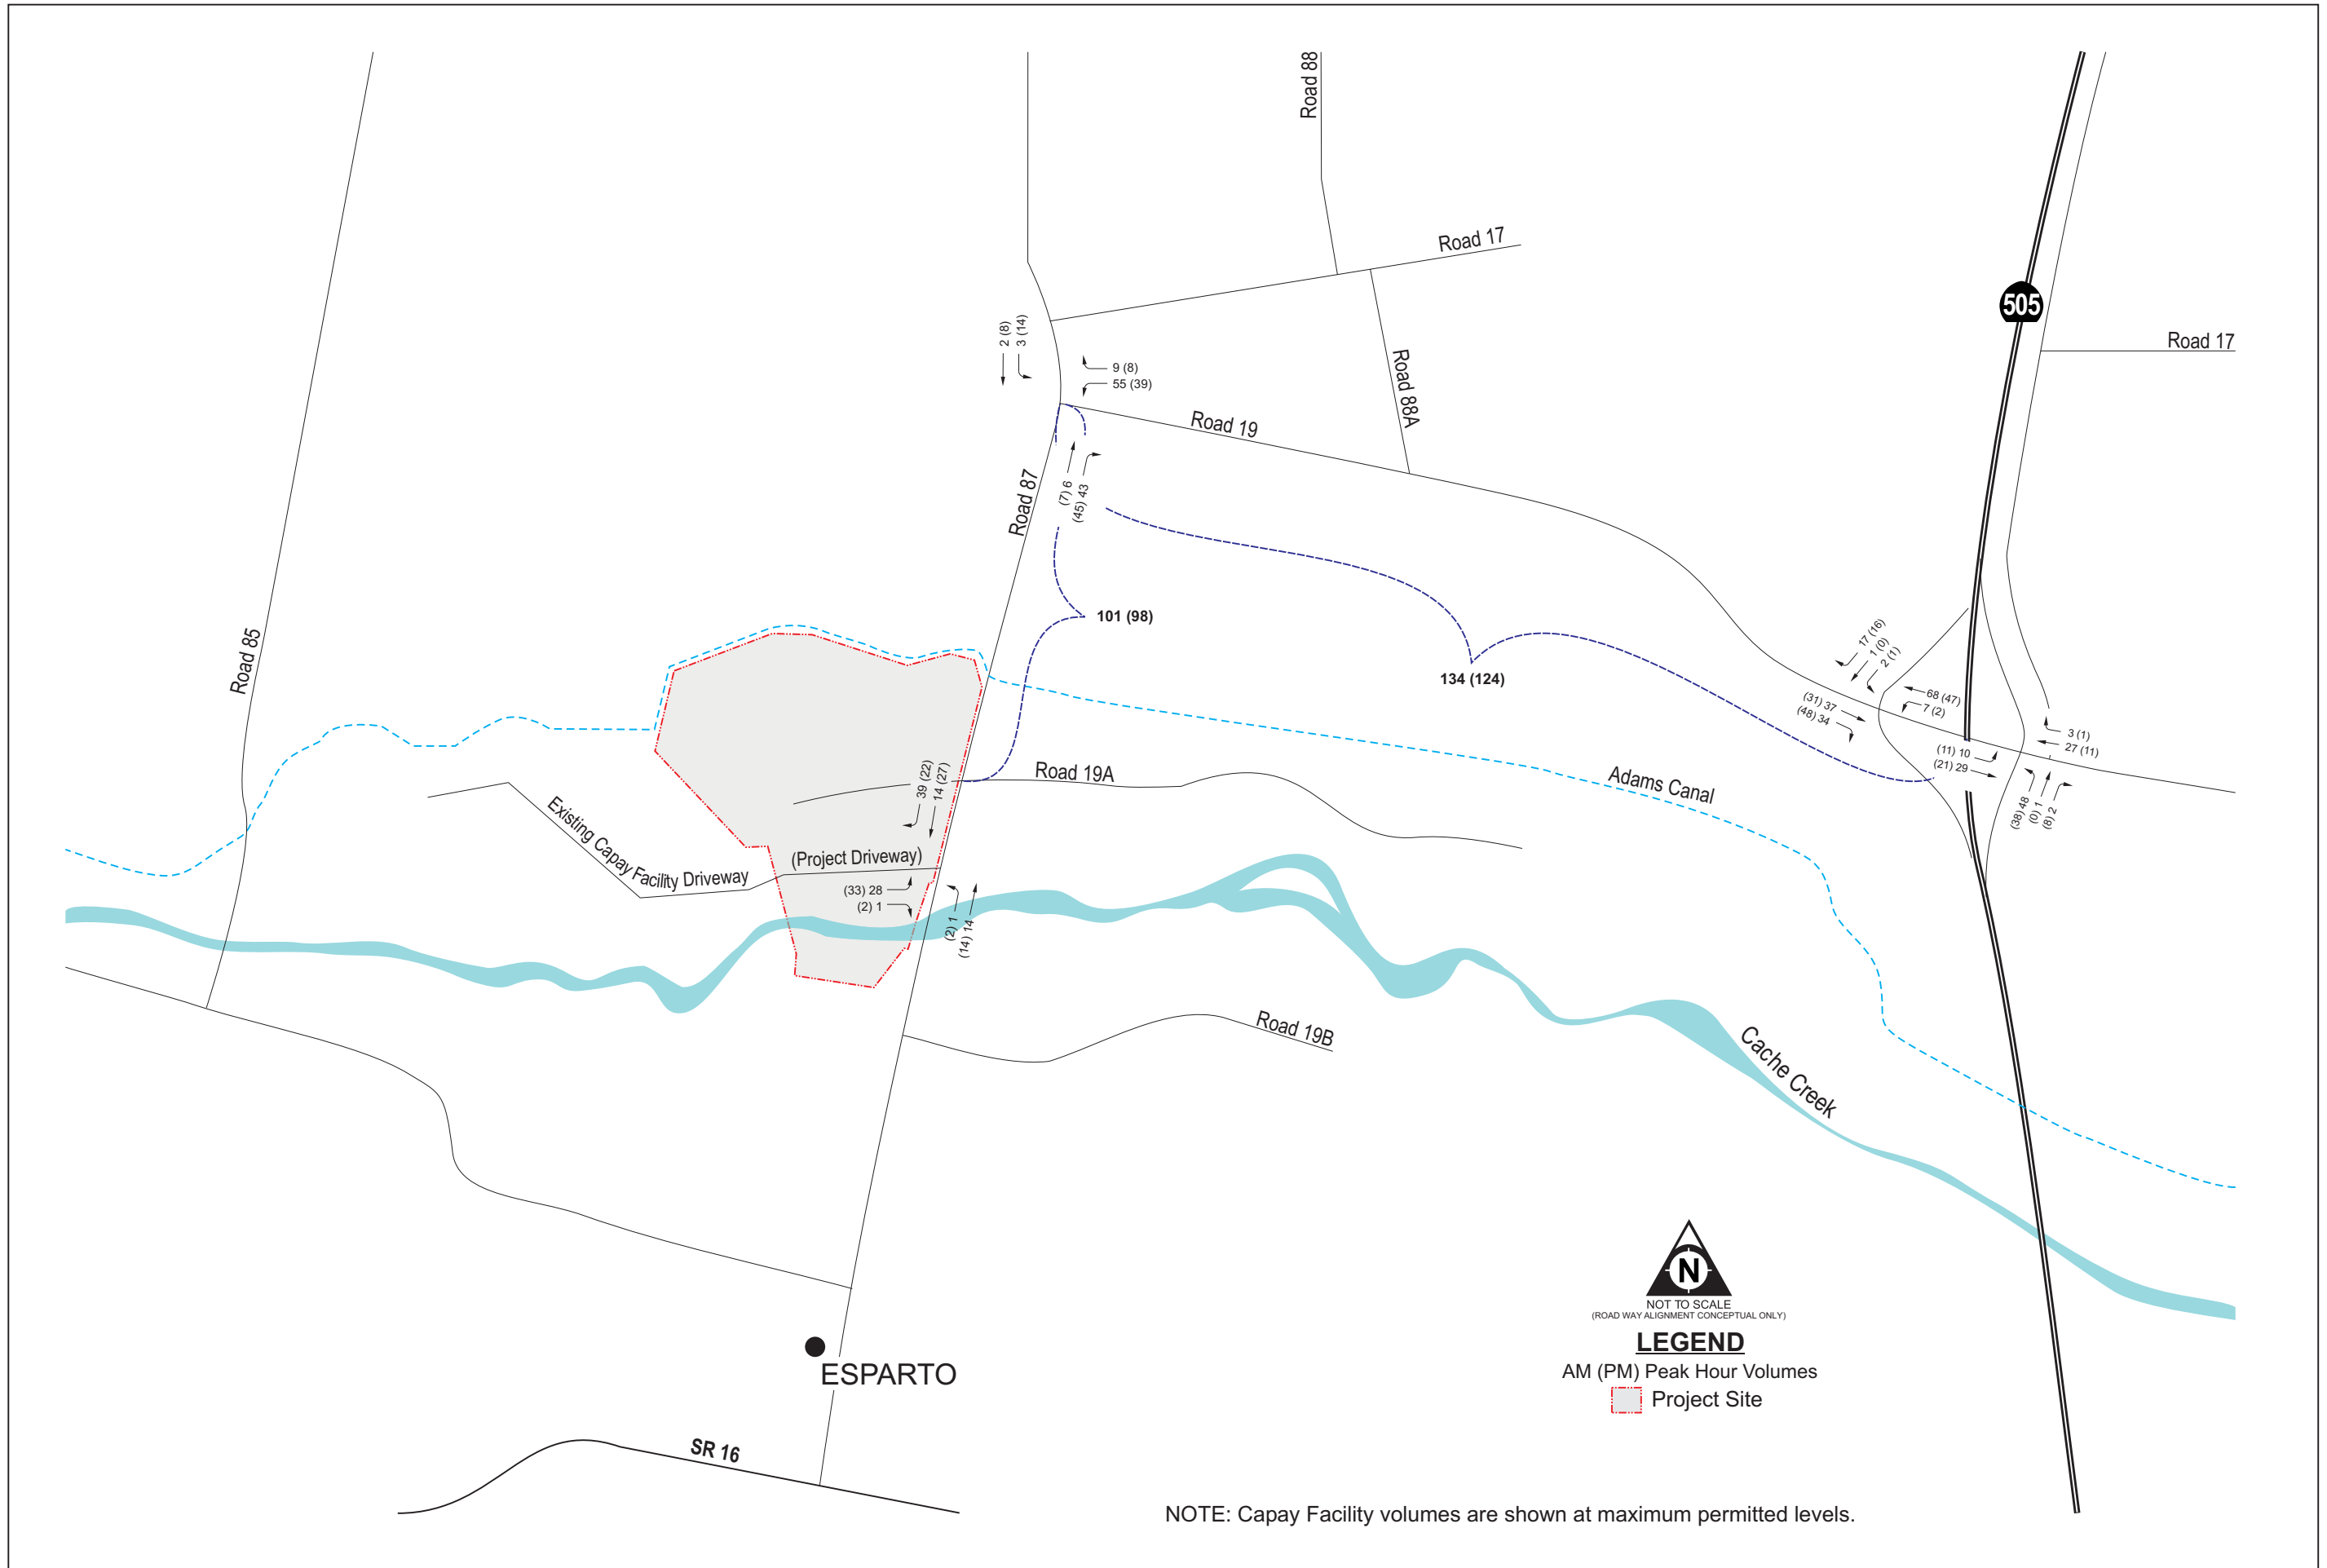 Road 88
505
Road 17
Road 17
2 (8)
3 (14)
9 (8)
55 (39)
Road 88A
Road 19
Road 87
(7) 6
(45) 43
101 (98)
134 (124)
Road 85
17 (16)
1 (0)
2 (1)
68 (47)
7 (2)
(31) 37
(48) 34
3 (1)
27 (11)
(11) 10
(21) 29
(38) 48
(0) 1
(8) 2
39 (22)
14 (27)
Road 19A
Adams Canal
Existing Capay Facility Driveway
(Project Driveway)
(33) 28
(2) 1
(2) 1
(14) 14
Road 19B
Cache Creek
N
NOT TO SCALE
(ROAD WAY ALIGNMENT CONCEPTUAL ONLY)
LEGEND
AM (PM) Peak Hour Volumes
Project Site
ESPARTO
SR 16
NOTE: Capay Facility volumes are shown at maximum permitted levels.